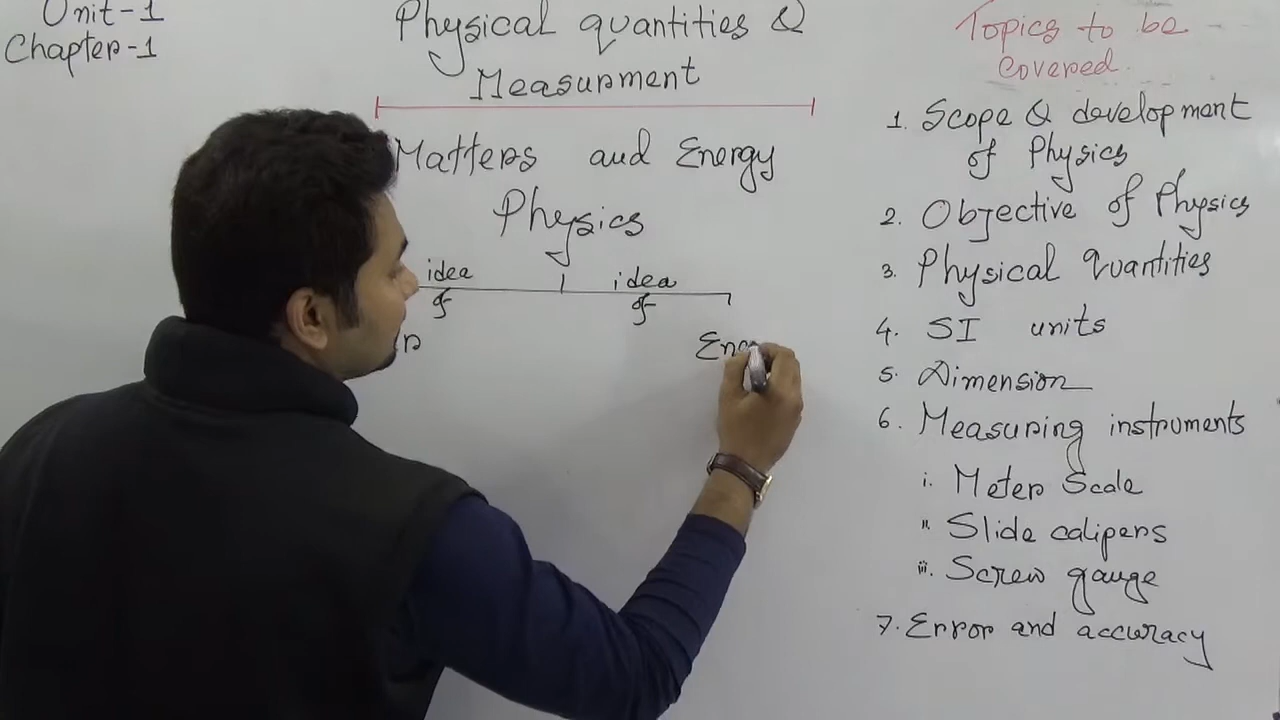 Unit-1
Chapter-1
Physical quantities &
Measurment
Matters and Energy
Physics
idea idea
of of
Topics to be
covered.
1. Scope & development
of Physics
2. Objective of Physics
3. Physical quantities
4. SI units
5. Dimension
6. Measuring instruments
i. Meter Scale
ii. Slide calipers
iii. Screw gauge
7. Error and accuracy